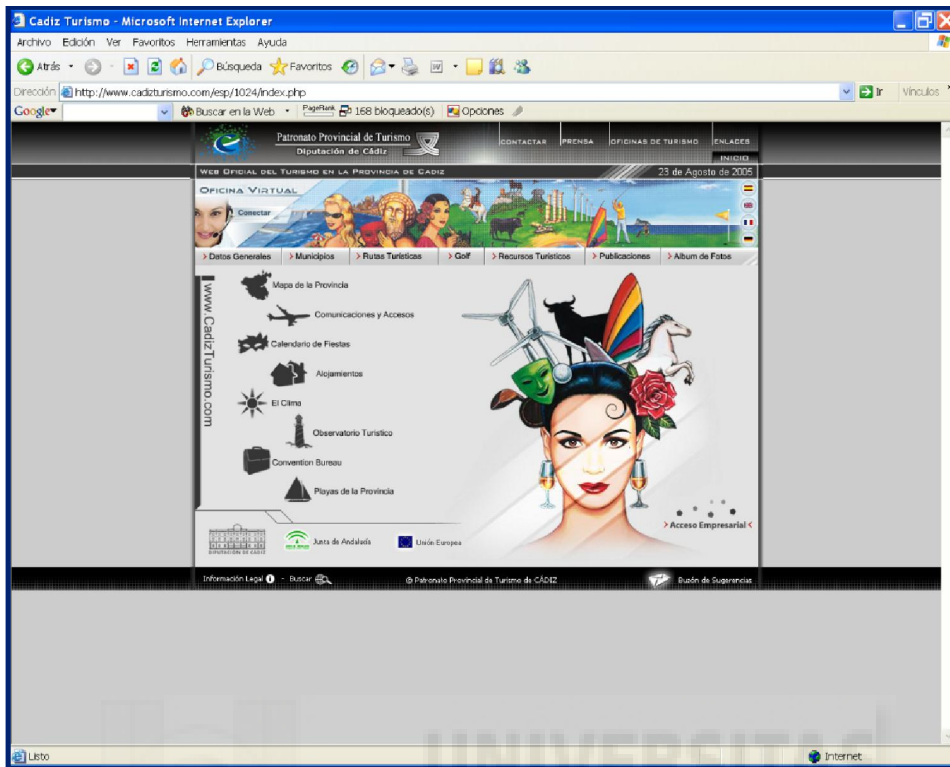 Cadiz Turismo - Microsoft Internet Explorer
Archivo Edición Ver Favoritos Herramientas Ayuda
Atrás Búsqueda Favoritos
Dirección http://www.cadizturismo.com/esp/1024/index.php Ir Vínculos
Google Buscar en la Web PageRank 168 bloqueado(s) Opciones
e Patronato Provincial de Turismo
Diputación de Cádiz
CONTACTAR PRENSA OFICINAS DE TURISMO ENLACES
INICIO
WEB OFICIAL DEL TURISMO EN LA PROVINCIA DE CADIZ 23 de Agosto de 2005
OFICINA VIRTUAL
Conectar
> Datos Generales > Municipios > Rutas Turísticas > Golf > Recursos Turísticos > Publicaciones > Album de Fotos
www.CadizTurismo.com
Mapa de la Provincia
Comunicaciones y Accesos
Calendario de Fiestas
Alojamientos
El Clima
Observatorio Turístico
Convention Bureau
Playas de la Provincia
> Acceso Empresarial <
DIPUTACIÓN DE CÁDIZ Junta de Andalucía Unión Europea
Información Legal - Buscar © Patronato Provincial de Turismo de CÁDIZ Buzón de Sugerencias
UNIVERSITAS
Listo Internet